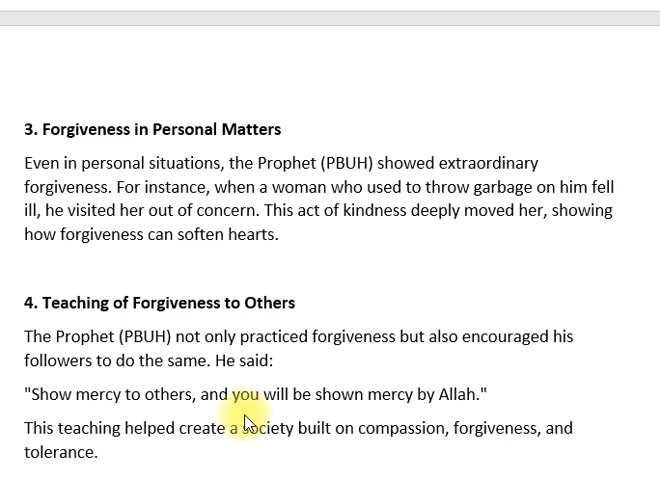 3. Forgiveness in Personal Matters
Even in personal situations, the Prophet (PBUH) showed extraordinary
forgiveness. For instance, when a woman who used to throw garbage on him fell
ill, he visited her out of concern. This act of kindness deeply moved her, showing
how forgiveness can soften hearts.
4. Teaching of Forgiveness to Others
The Prophet (PBUH) not only practiced forgiveness but also encouraged his
followers to do the same. He said:
"Show mercy to others, and you will be shown mercy by Allah."
This teaching helped create a society built on compassion, forgiveness, and
tolerance.